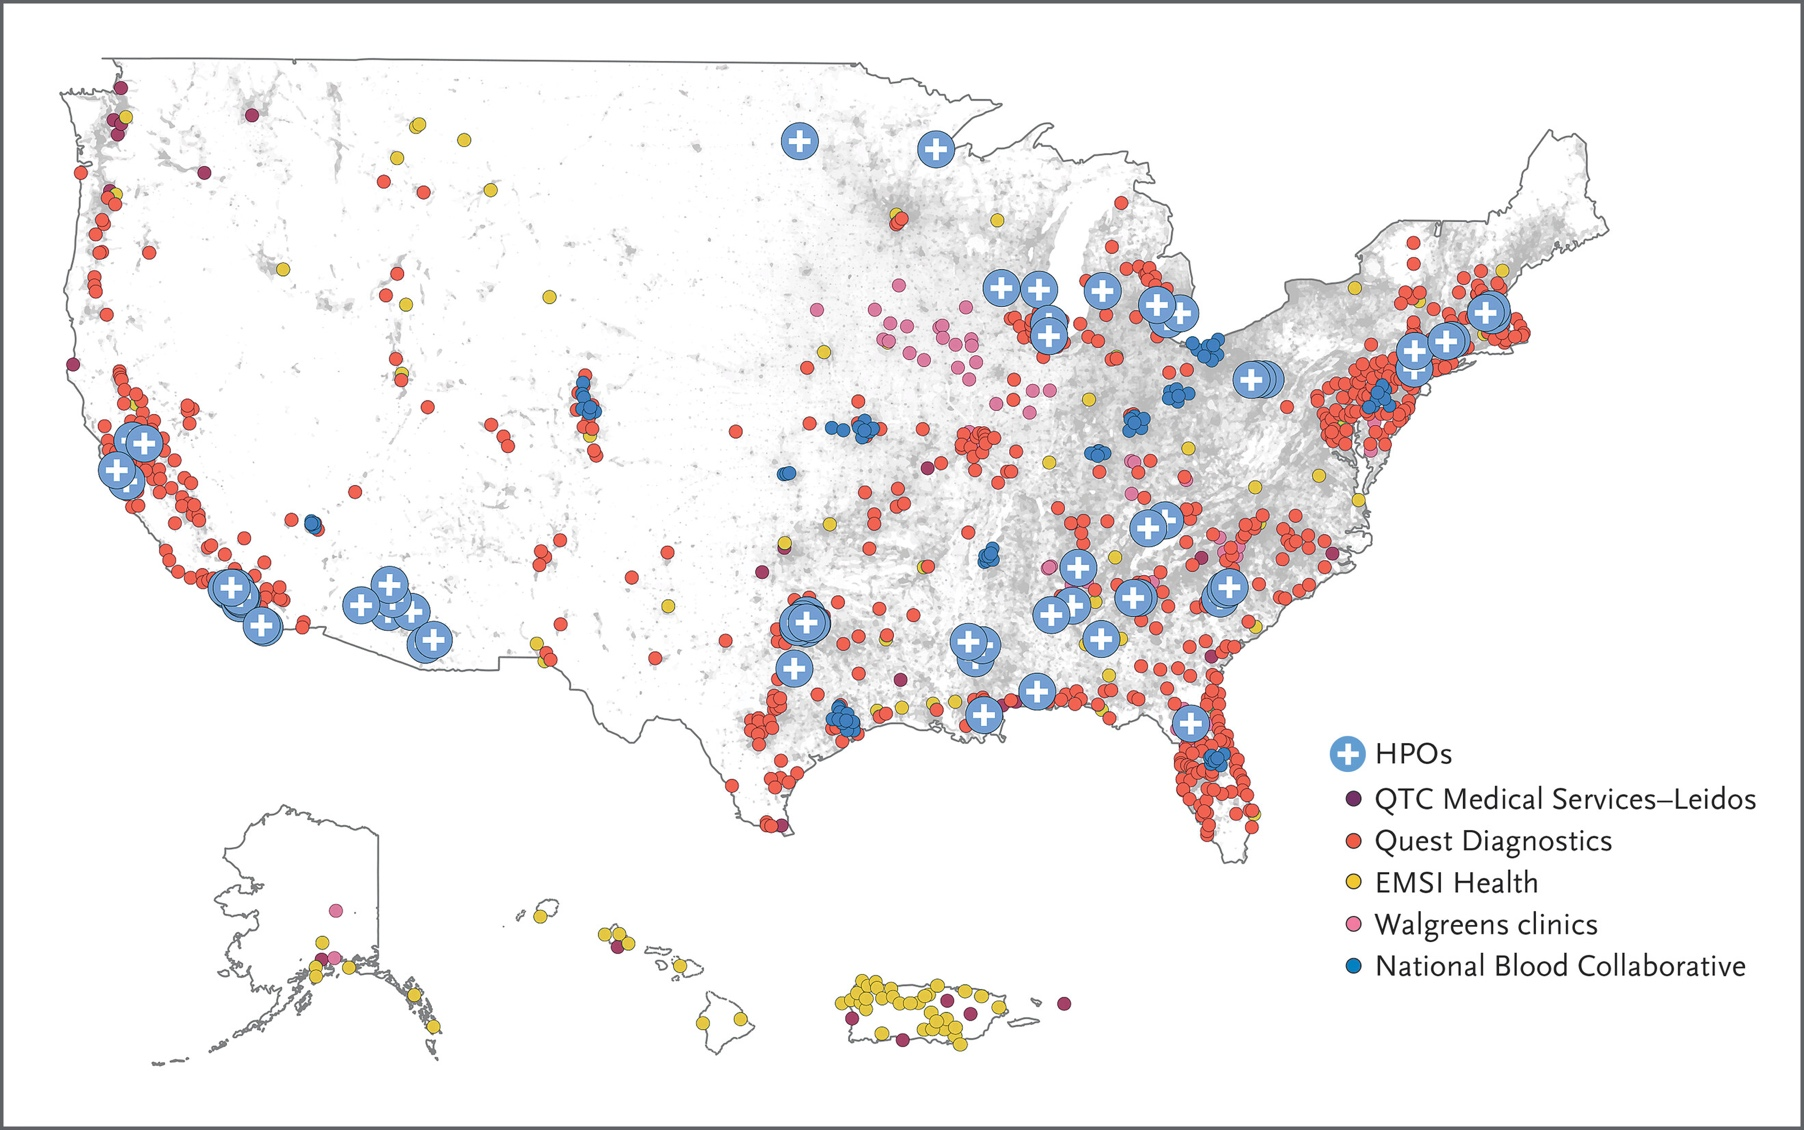 HPOs
QTC Medical Services–Leidos
Quest Diagnostics
EMSI Health
Walgreens clinics
National Blood Collaborative